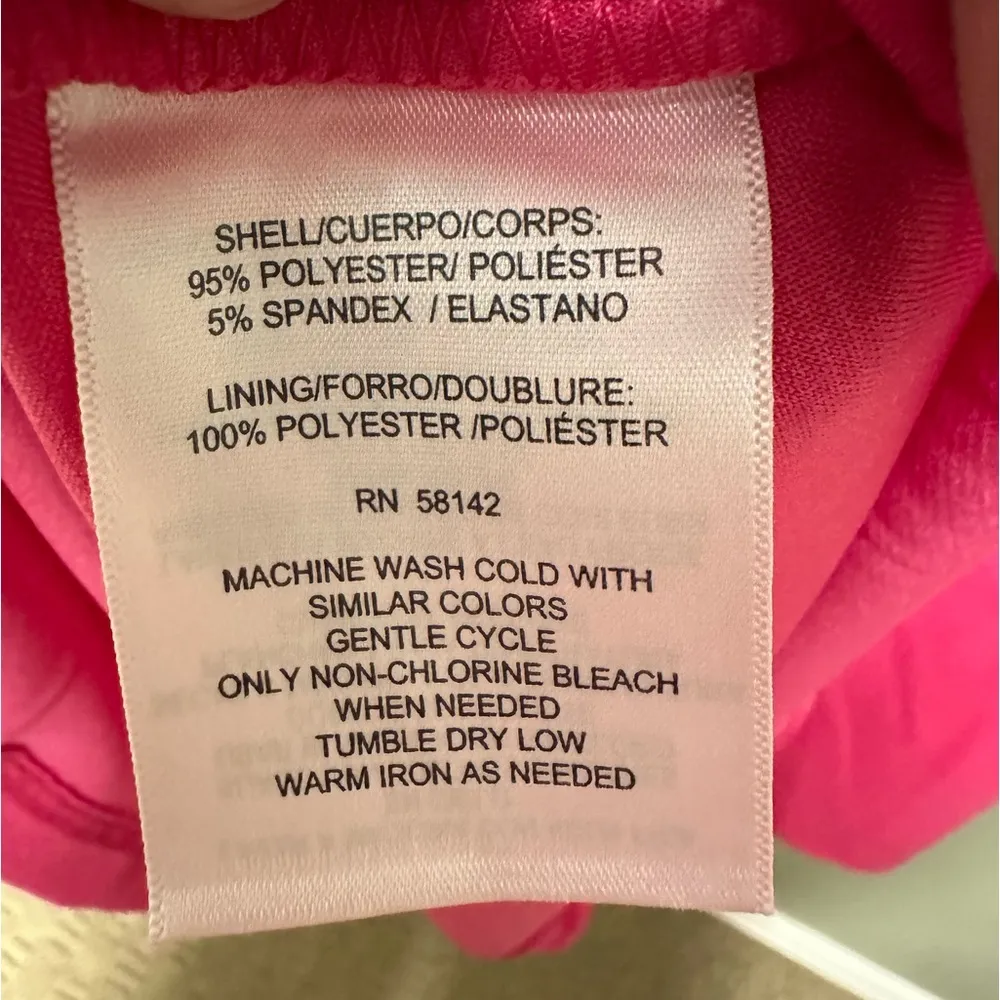 SHELL/CUERPO/CORPS:
95% POLYESTER/ POLIÉSTER
5% SPANDEX / ELASTANO
LINING/FORRO/DOUBLURE:
100% POLYESTER /POLIÉSTER
RN 58142
MACHINE WASH COLD WITH
SIMILAR COLORS
GENTLE CYCLE
ONLY NON-CHLORINE BLEACH
WHEN NEEDED
TUMBLE DRY LOW
WARM IRON AS NEEDED